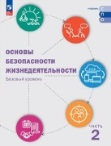 ОСНОВЫ
БЕЗОПАСНОСТИ
ЖИЗНЕДЕЯТЕЛЬНОСТИ
Базовый уровень
ЧАСТЬ
2